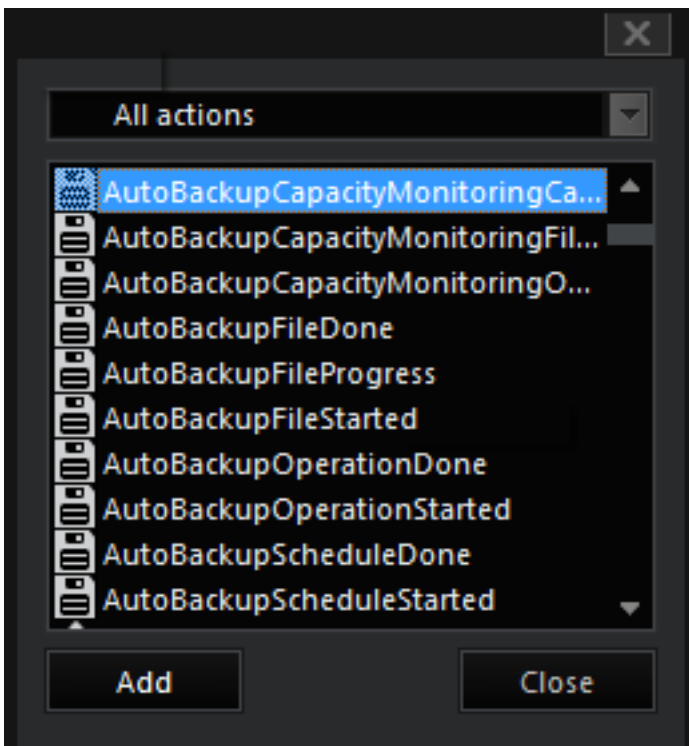 All actions
AutoBackupCapacityMonitoringCa...
AutoBackupCapacityMonitoringFil...
AutoBackupCapacityMonitoringO...
AutoBackupFileDone
AutoBackupFileProgress
AutoBackupFileStarted
AutoBackupOperationDone
AutoBackupOperationStarted
AutoBackupScheduleDone
AutoBackupScheduleStarted
Add
Close